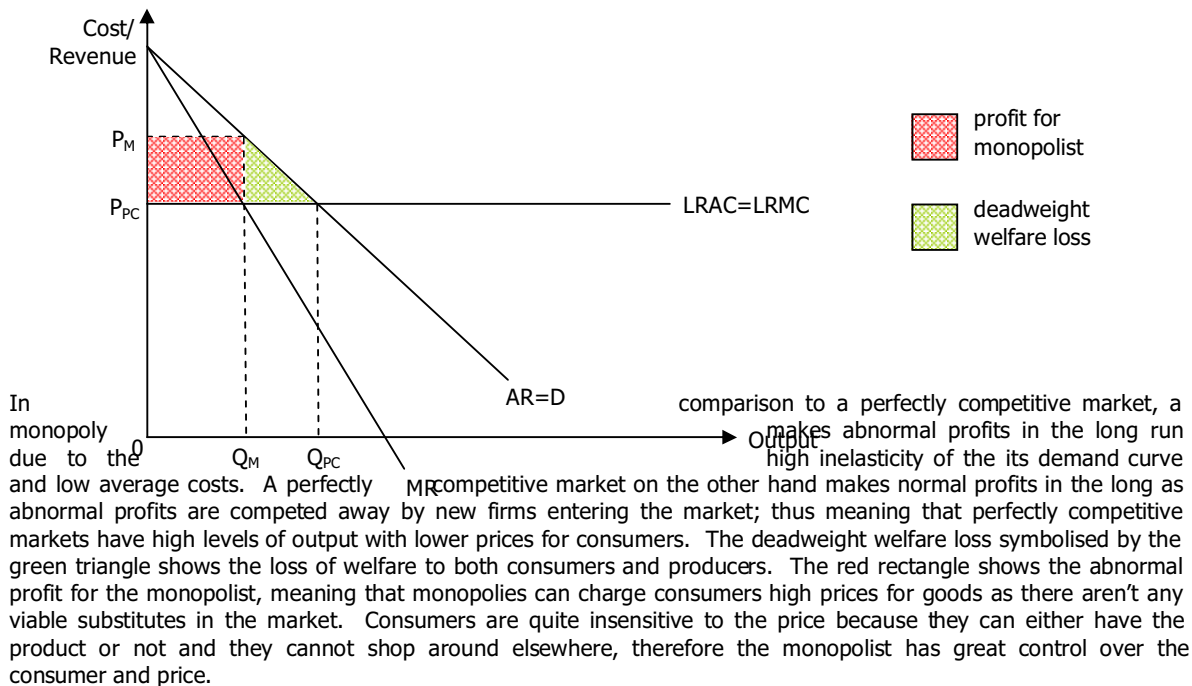 Cost/
Revenue
profit for
monopolist
P_M
P_PC
LRAC=LRMC
deadweight
welfare loss
AR=D
In comparison to a perfectly competitive market, a
monopoly makes abnormal profits in the long run
0
Output
due to the high inelasticity of the its demand curve
Q_M Q_PC
and low average costs. A perfectly competitive market on the other hand makes normal profits in the long as
MR
abnormal profits are competed away by new firms entering the market; thus meaning that perfectly competitive
markets have high levels of output with lower prices for consumers. The deadweight welfare loss symbolised by the
green triangle shows the loss of welfare to both consumers and producers. The red rectangle shows the abnormal
profit for the monopolist, meaning that monopolies can charge consumers high prices for goods as there aren't any
viable substitutes in the market. Consumers are quite insensitive to the price because they can either have the
product or not and they cannot shop around elsewhere, therefore the monopolist has great control over the
consumer and price.